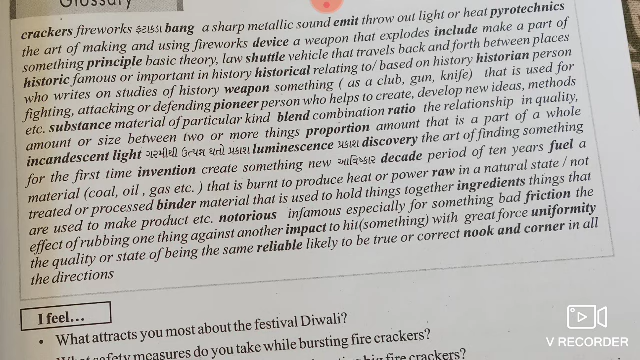 Glossary
crackers fireworks ફટાકડા bang a sharp metallic sound emit throw out light or heat pyrotechnics
the art of making and using fireworks device a weapon that explodes include make a part of
something principle basic theory, law shuttle vehicle that travels back and forth between places
historic famous or important in history historical relating to/ based on history historian person
who writes on studies of history weapon something ( as a club, gun, knife) that is used for
fighting, attacking or defending pioneer person who helps to create, develop new ideas, methods
etc. substance material of particular kind blend combination ratio the relationship in quality,
amount or size between two or more things proportion amount that is a part of a whole
incandescent light ગરમીથી ઉત્પન્ન થતો પ્રકાશ luminescence પ્રકાશ discovery the art of finding something
for the first time invention create something new આવિષ્કાર decade period of ten years fuel a
material (coal, oil , gas etc. ) that is burnt to produce heat or power raw in a natural state / not
treated or processed binder material that is used to hold things together ingredients things that
are used to make product etc. notorious infamous especially for something bad friction the
effect of rubbing one thing against another impact to hit(something) with great force uniformity
the quality or state of being the same reliable likely to be true or correct nook and corner in all
the directions
I feel...
• What attracts you most about the festival Diwali?
safety measures do you take while bursting fire crackers?
big fire crackers?
V RECORDER